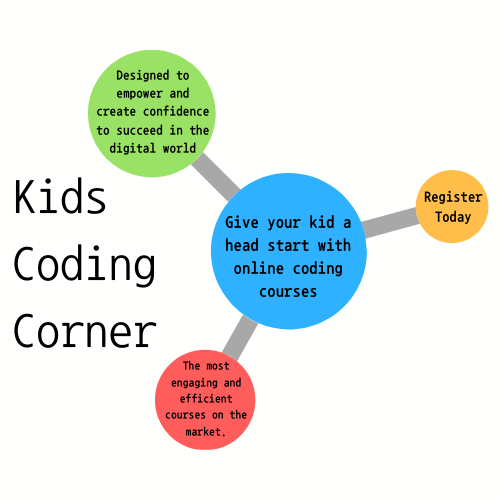 Kids
Coding
Corner
Designed to
empower and
create confidence
to succeed in the
digital world
Give your kid a
head start with
online coding
courses
Register
Today
The most
engaging and
efficient
courses on the
market.